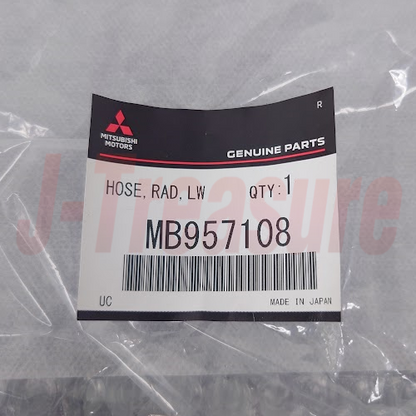 R
MITSUBISHI
MOTORS
GENUINE PARTS
HOSE, RAD, LW QTY:1
MB957108
UC MADE IN JAPAN
J-Treasure